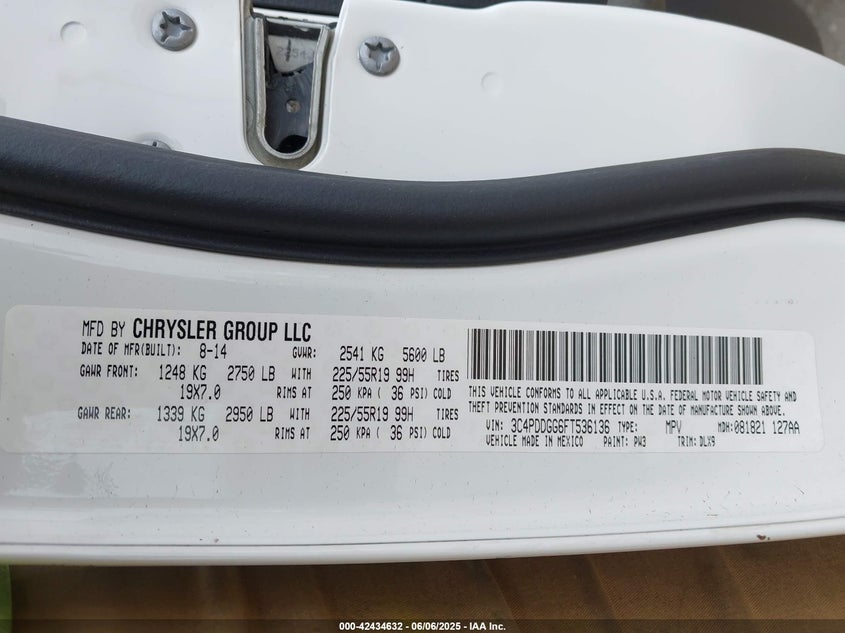 MFD BY CHRYSLER GROUP LLC
DATE OF MFR(BUILT): 8-14 GVWR: 2541 KG 5600 LB
GAWR FRONT: 1248 KG 2750 LB WITH 225/55R19 99H TIRES
19X7.0 RIMS AT 250 KPA ( 36 PSI) COLD
GAWR REAR: 1339 KG 2950 LB WITH 225/55R19 99H TIRES
19X7.0 RIMS AT 250 KPA ( 36 PSI) COLD
THIS VEHICLE CONFORMS TO ALL APPLICABLE U.S.A. FEDERAL MOTOR VEHICLE SAFETY AND
THEFT PREVENTION STANDARDS IN EFFECT ON THE DATE OF MANUFACTURE SHOWN ABOVE.
VIN: 3C4PDDGG6FT536136 TYPE: MPV MDH: 081821 127AA
VEHICLE MADE IN MEXICO PAINT: PW3 TRIM: DLX9
000-42434632 - 06/06/2025 - IAA Inc.